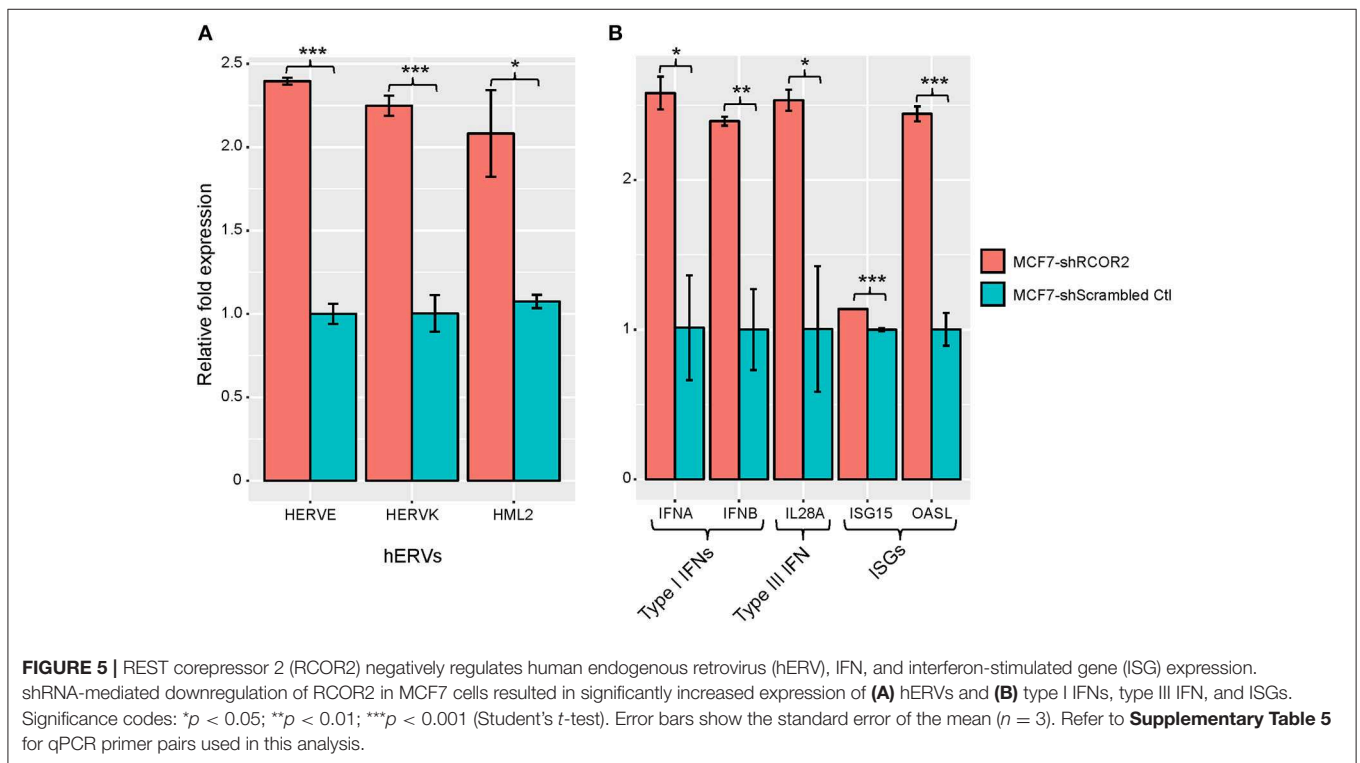 A
B
***
***
*
*
**
*
***
***
2.5
2.0
1.5
1.0
0.5
0
Relative fold expression
2
1
0
HERVE
HERVK
HML2
hERVs
IFNA
IFNB
IL28A
ISG15
OASL
Type I IFNs
Type III IFN
ISGs
MCF7-shRCOR2
MCF7-shScrambled Ctl
FIGURE 5 | REST corepressor 2 (RCOR2) negatively regulates human endogenous retrovirus (hERV), IFN, and interferon-stimulated gene (ISG) expression.
shRNA-mediated downregulation of RCOR2 in MCF7 cells resulted in significantly increased expression of (A) hERVs and (B) type I IFNs, type III IFN, and ISGs.
Significance codes: *p < 0.05; **p < 0.01; ***p < 0.001 (Student's t-test). Error bars show the standard error of the mean (n = 3). Refer to Supplementary Table 5
for qPCR primer pairs used in this analysis.